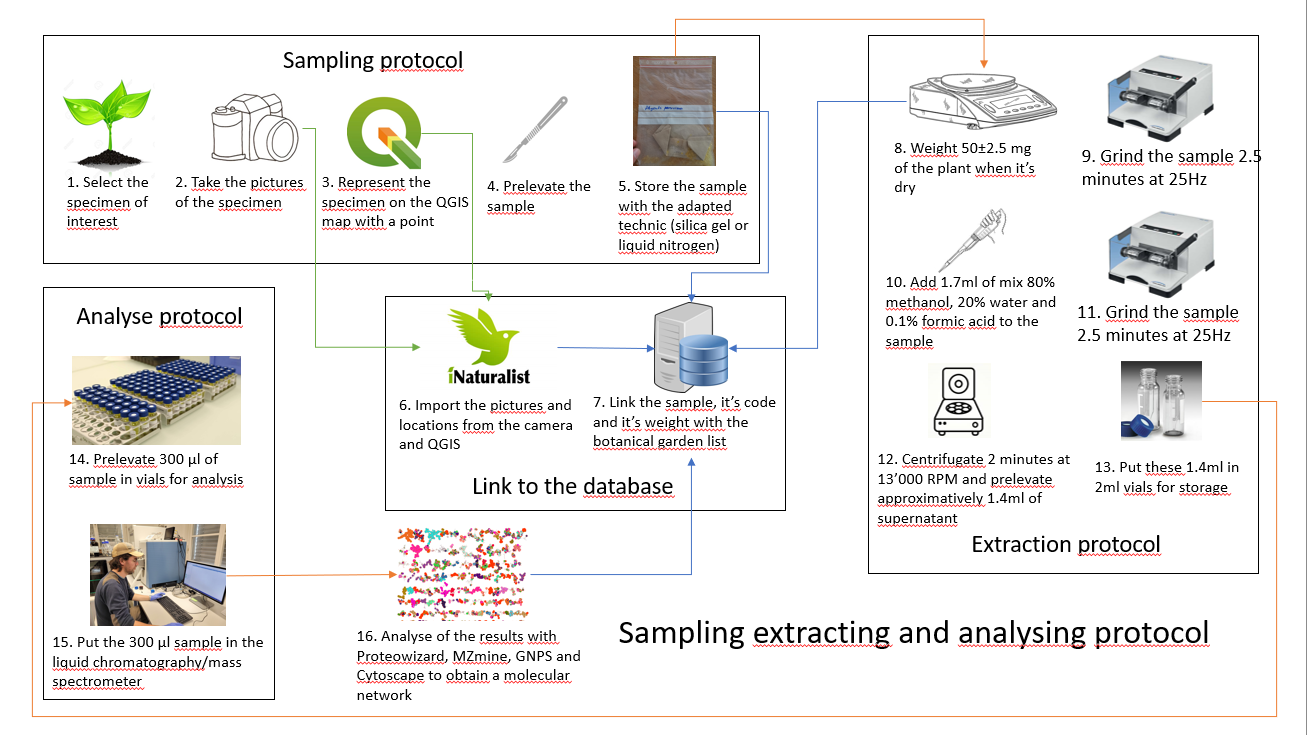 Sampling protocol
1. Select the
specimen of
interest
2. Take the pictures
of the specimen
3. Represent the
specimen on the QGIS
map with a point
4. Prelevate the
sample
5. Store the sample
with the adapted
technic (silica gel or
liquid nitrogen)
Link to the database
iNaturalist
6. Import the pictures and
locations from the camera
and QGIS
7. Link the sample, it’s code
and it’s weight with the
botanical garden list
Extraction protocol
8. Weight 50±2.5 mg
of the plant when it’s
dry
9. Grind the sample 2.5
minutes at 25Hz
10. Add 1.7ml of mix 80%
methanol, 20% water and
0.1% formic acid to the
sample
11. Grind the sample
2.5 minutes at 25Hz
12. Centrifugate 2 minutes at
13’000 RPM and prelevate
approximatively 1.4ml of
supernatant
13. Put these 1.4ml in
2ml vials for storage
Analyse protocol
14. Prelevate 300 µl of
sample in vials for analysis
15. Put the 300 µl sample in the
liquid chromatography/mass
spectrometer
16. Analyse of the results with
Proteowizard, MZmine, GNPS and
Cytoscape to obtain a molecular
network
Sampling extracting and analysing protocol